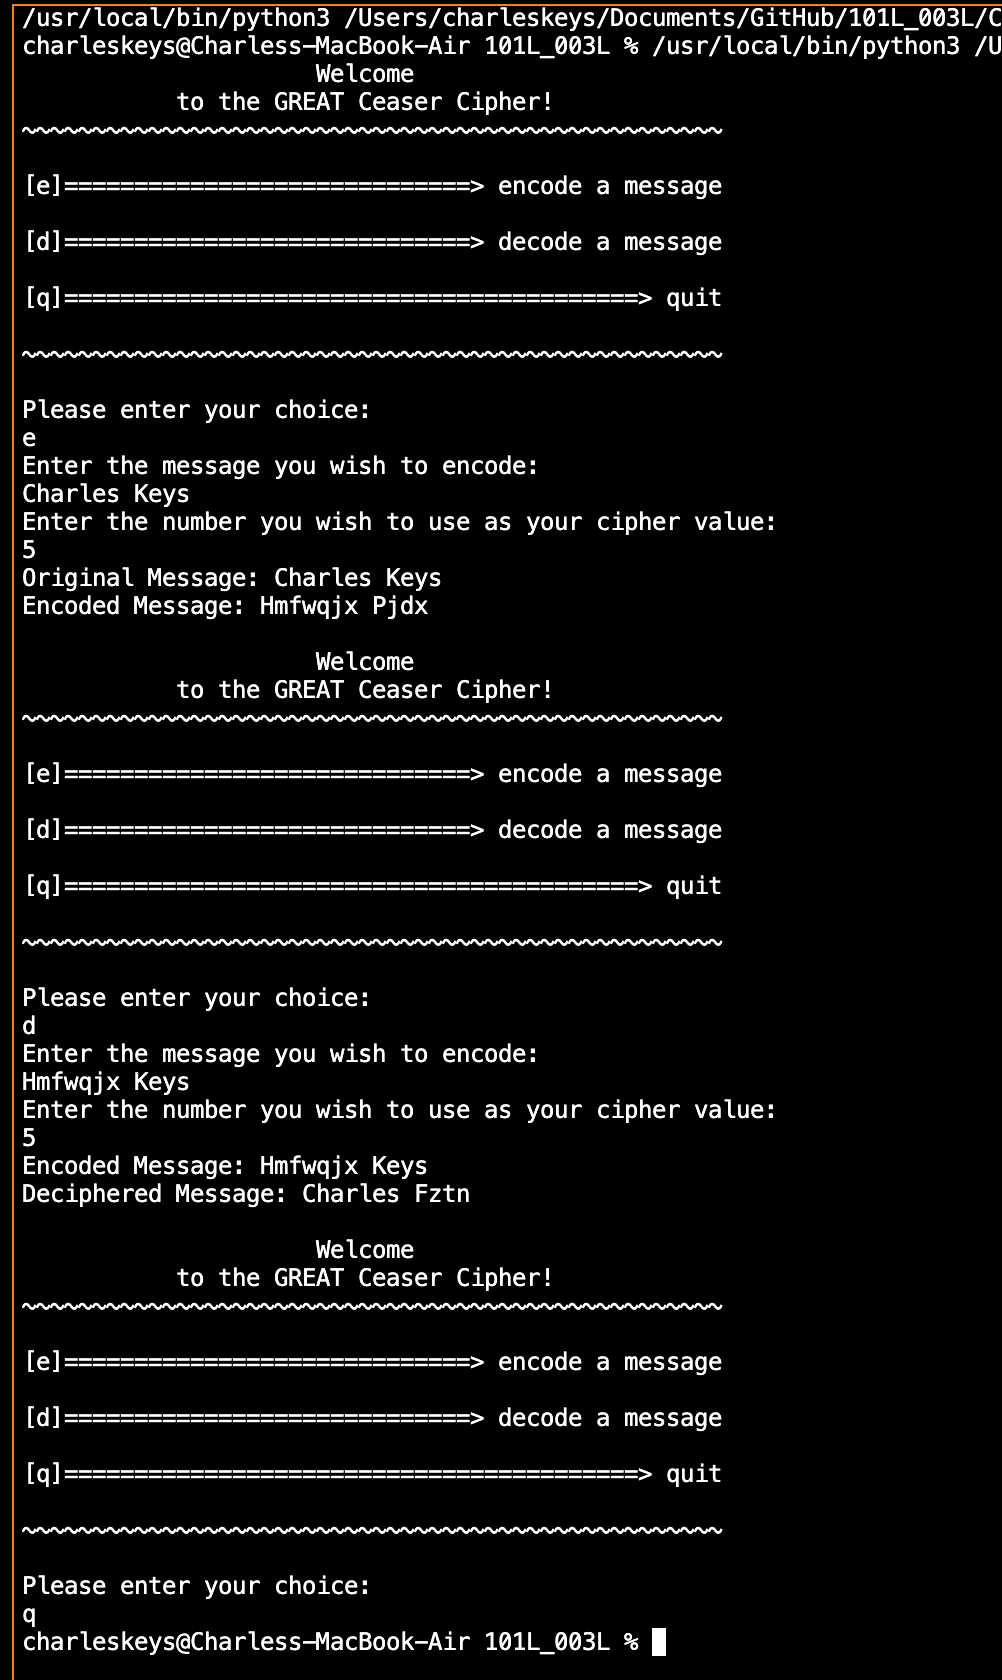 /usr/local/bin/python3 /Users/charleskeys/Documents/GitHub/101L_003L/C
charleskeys@Charless-MacBook-Air 101L_003L % /usr/local/bin/python3 /U
Welcome
to the GREAT Ceaser Cipher!
~~~~~~~~~~~~~~~~~~~~~~~~~~~~~~~~~~~~~~~~~~~~~~~~~~
[e]=============================> encode a message
[d]=============================> decode a message
[q]=========================================> quit
~~~~~~~~~~~~~~~~~~~~~~~~~~~~~~~~~~~~~~~~~~~~~~~~~~
Please enter your choice:
e
Enter the message you wish to encode:
Charles Keys
Enter the number you wish to use as your cipher value:
5
Original Message: Charles Keys
Encoded Message: Hmfwqjx Pjdx
Welcome
to the GREAT Ceaser Cipher!
~~~~~~~~~~~~~~~~~~~~~~~~~~~~~~~~~~~~~~~~~~~~~~~~~~
[e]=============================> encode a message
[d]=============================> decode a message
[q]=========================================> quit
~~~~~~~~~~~~~~~~~~~~~~~~~~~~~~~~~~~~~~~~~~~~~~~~~~
Please enter your choice:
d
Enter the message you wish to encode:
Hmfwqjx Keys
Enter the number you wish to use as your cipher value:
5
Encoded Message: Hmfwqjx Keys
Deciphered Message: Charles Fztn
Welcome
to the GREAT Ceaser Cipher!
~~~~~~~~~~~~~~~~~~~~~~~~~~~~~~~~~~~~~~~~~~~~~~~~~~
[e]=============================> encode a message
[d]=============================> decode a message
[q]=========================================> quit
~~~~~~~~~~~~~~~~~~~~~~~~~~~~~~~~~~~~~~~~~~~~~~~~~~
Please enter your choice:
q
charleskeys@Charless-MacBook-Air 101L_003L %